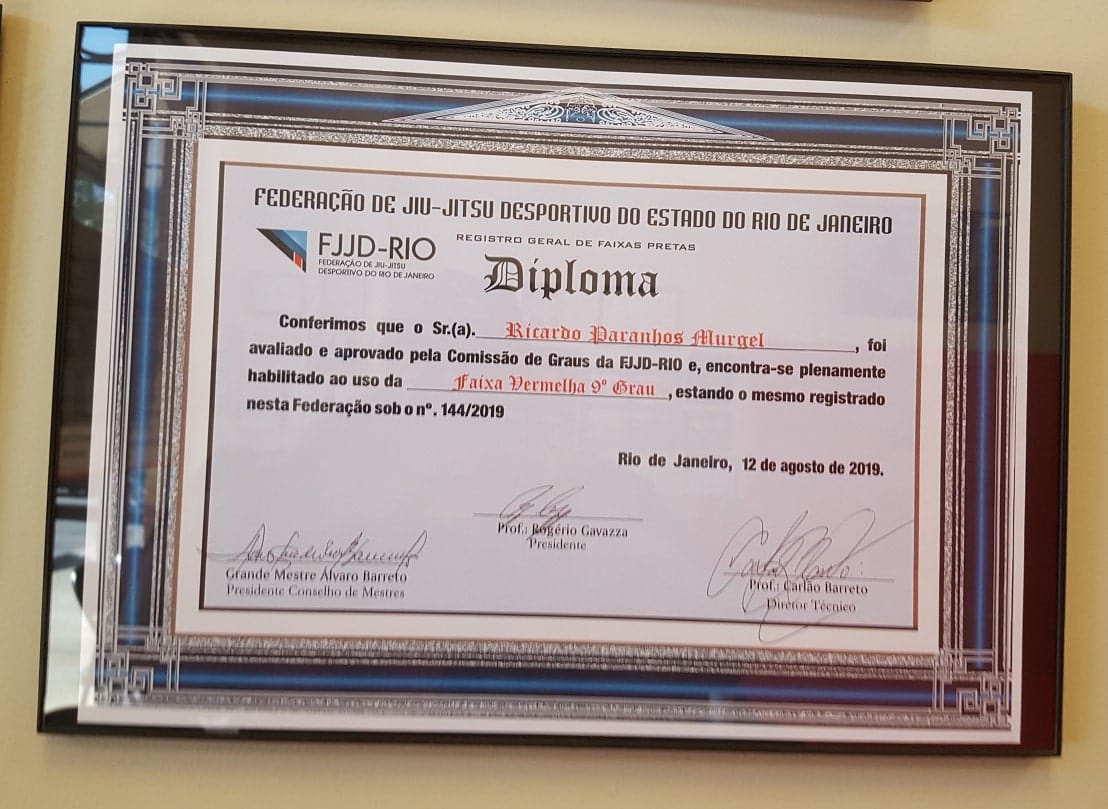 FEDERAÇÃO DE JIU-JITSU DESPORTIVO DO ESTADO DO RIO DE JANEIRO
FJJD-RIO
FEDERAÇÃO DE JIU-JITSU
DESPORTIVO DO RIO DE JANEIRO
REGISTRO GERAL DE FAIXAS PRETAS
Diploma
Conferimos que o Sr.(a). Ricardo Paranhos Murgel, foi
avaliado e aprovado pela Comissão de Graus da FJJD-RIO e, encontra-se plenamente
habilitado ao uso da Faixa Vermelha 9º Grau, estando o mesmo registrado
nesta Federação sob o nº. 144/2019
Rio de Janeiro, 12 de agosto de 2019.
Prof.: Rogério Gavazza
Presidente
Grande Mestre Álvaro Barreto
Presidente Conselho de Mestres
Prof.: Carlão Barreto
Diretor Técnico